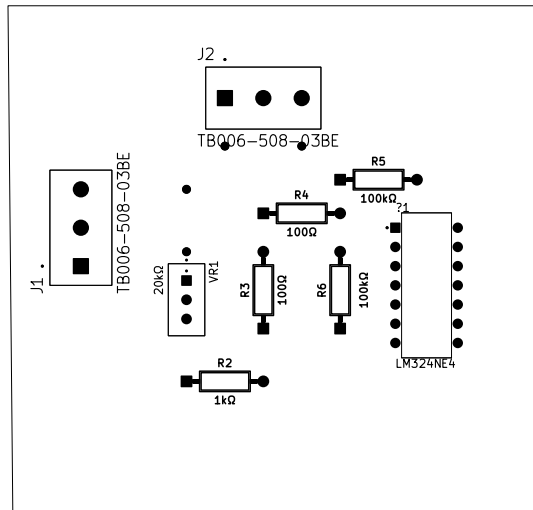 J2
TB006-508-03BE
R5
100kΩ
R4
100Ω
?1
TB006-508-03BE
J1
20kΩ
VR1
R3
100Ω
R6
100kΩ
LM324NE4
R2
1kΩ